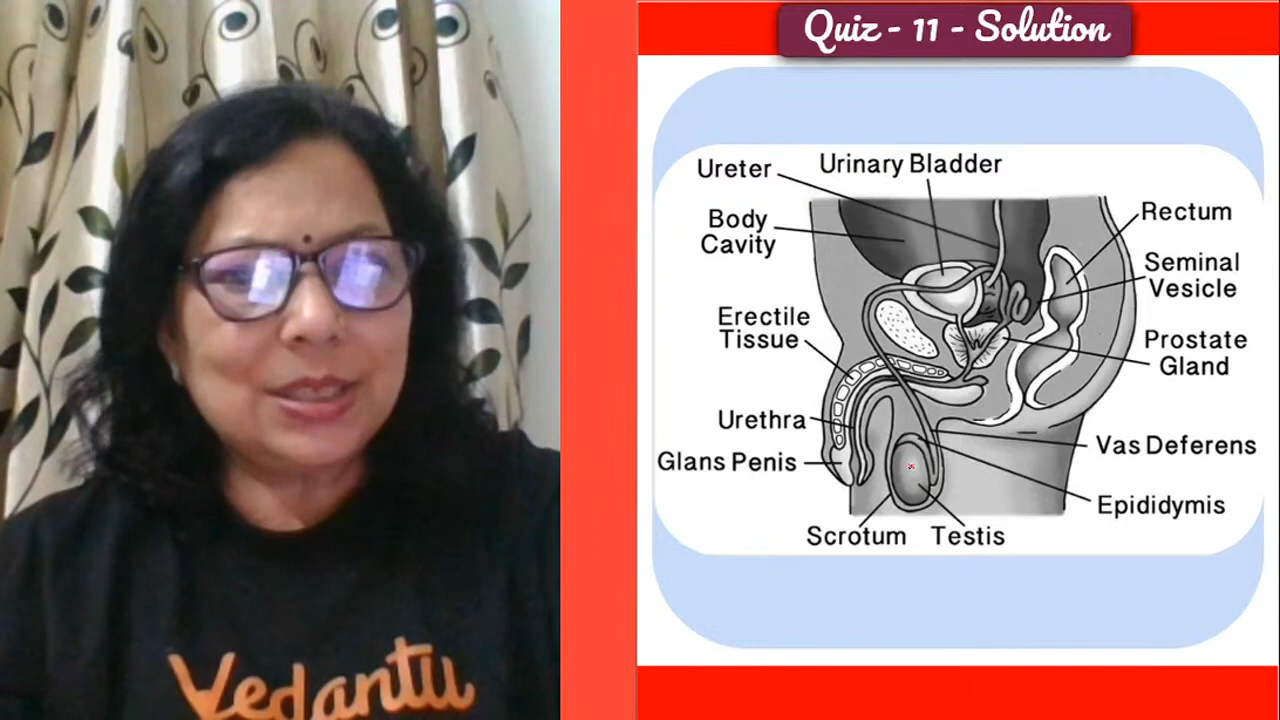 Quiz - 11 - Solution
Ureter
Urinary Bladder
Body
Cavity
Rectum
Seminal
Vesicle
Erectile
Tissue
Prostate
Gland
Urethra
Vas Deferens
Glans Penis
Epididymis
Scrotum
Testis
Vedantu